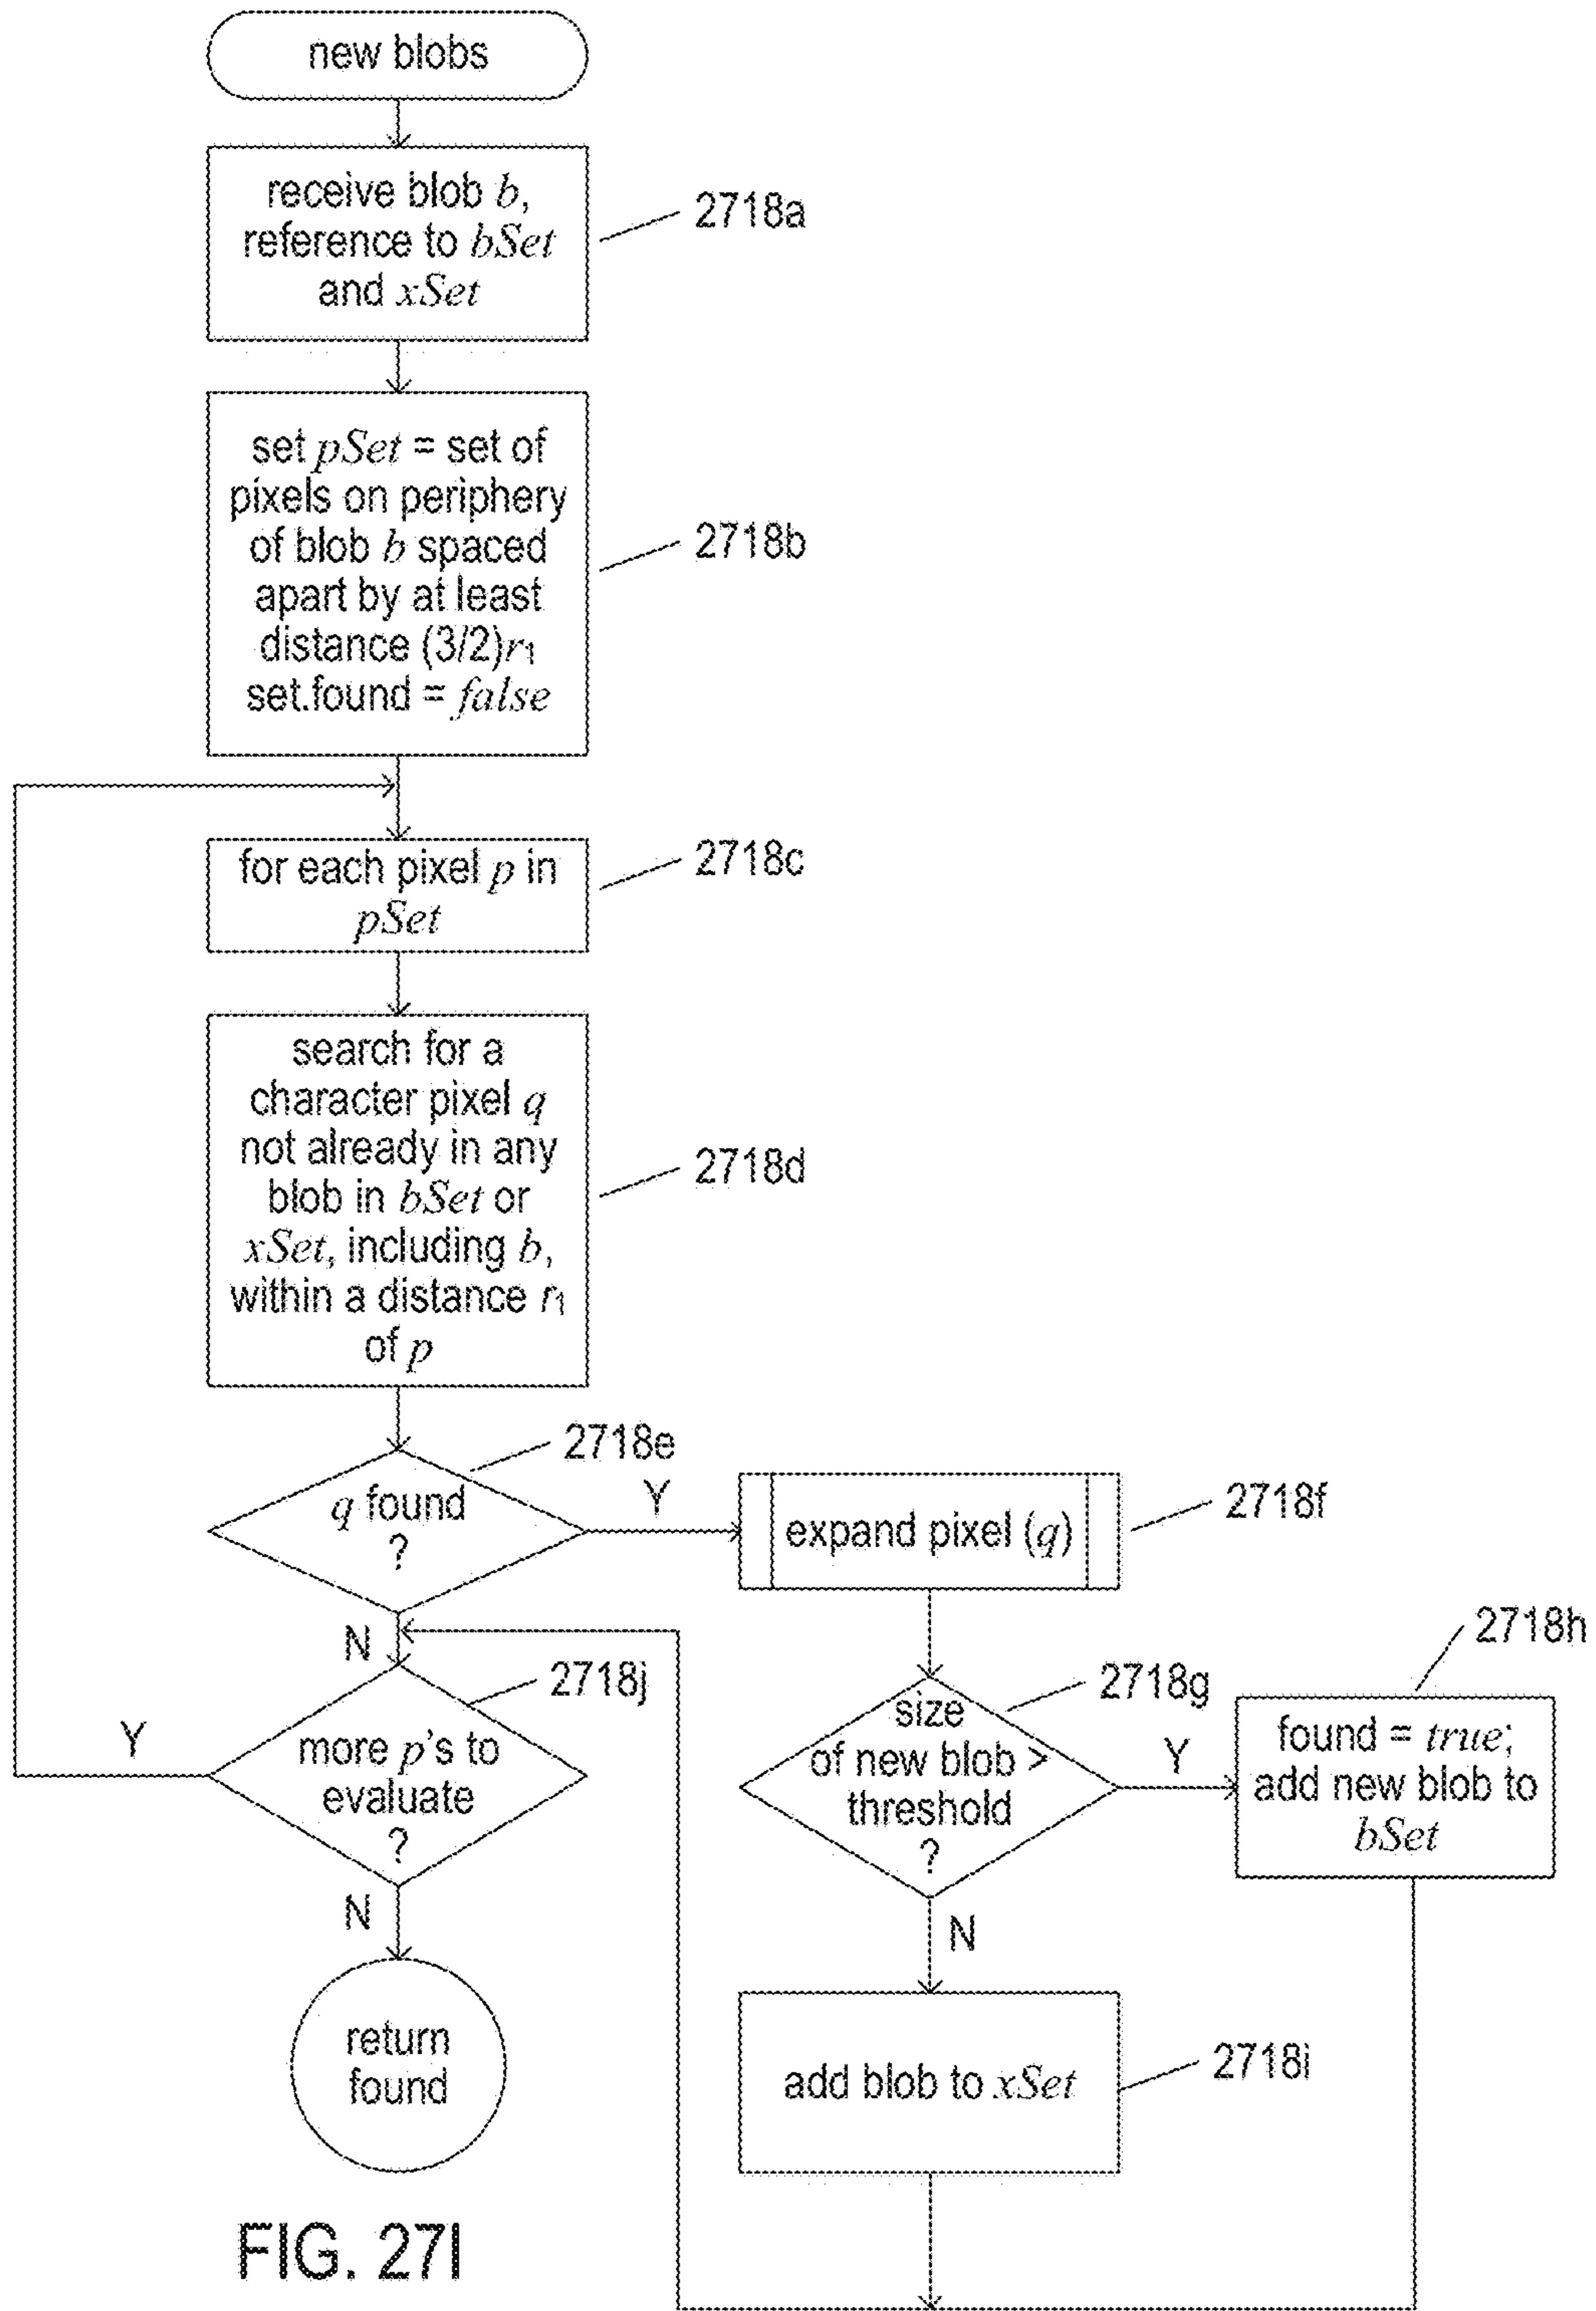 new blobs
receive blob b,
reference to bSet
and xSet
2718a
set pSet = set of
pixels on periphery
of blob b spaced
apart by at least
distance (3/2)r₁
set.found = false
2718b
for each pixel p in
pSet
2718c
search for a
character pixel q
not already in any
blob in bSet or
xSet, including b,
within a distance r₁
of p
2718d
q found
?
2718e
Y
N
expand pixel (q)
2718f
size
of new blob >
threshold
?
2718g
Y
N
found = true;
add new blob to
bSet
2718h
add blob to xSet
2718i
more p's to
evaluate
?
2718j
Y
N
return
found
FIG. 27I